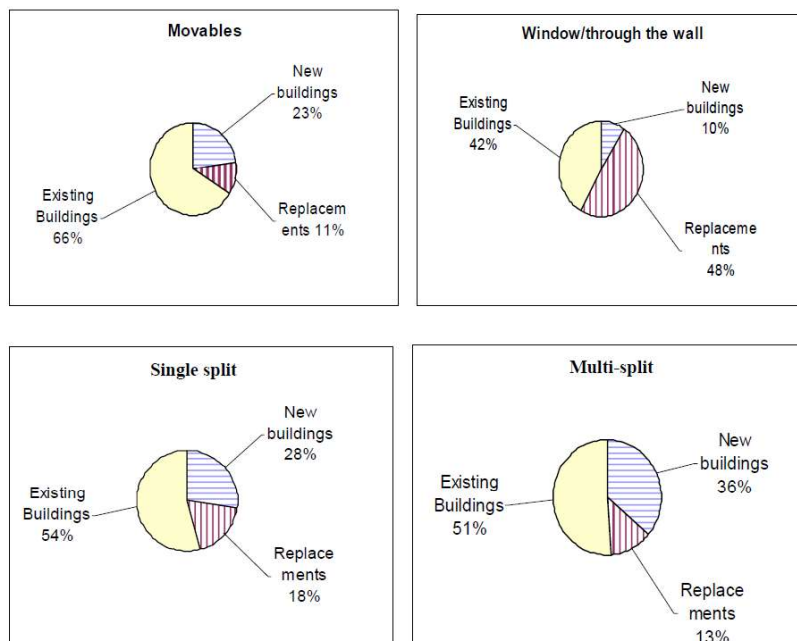 Movables
New
buildings
23%
Existing
Buildings
66%
Replacem
ents 11%
Window/through the wall
New
buildings
10%
Existing
Buildings
42%
Replaceme
nts
48%
Single split
New
buildings
28%
Existing
Buildings
54%
Replace
ments
18%
Multi-split
New
buildings
36%
Existing
Buildings
51%
Replace
ments
13%